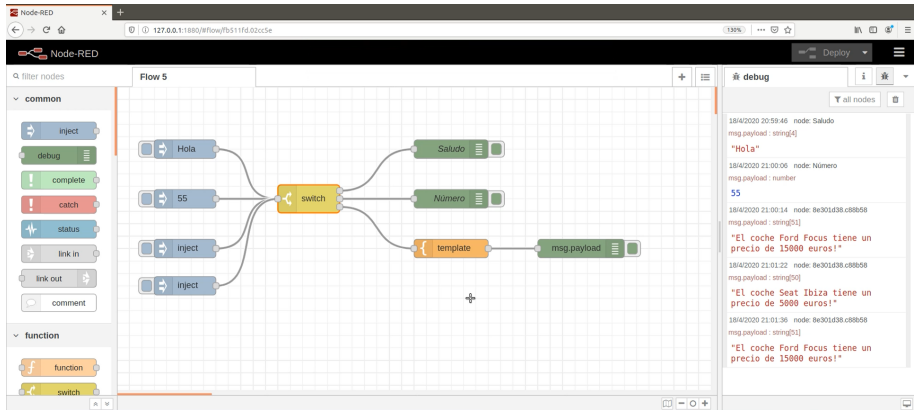 Node-RED
127.0.0.1:1880/#flow/fb511fd.02cc5e
130%
Node-RED
Deploy
filter nodes
common
inject
debug
complete
catch
status
link in
link out
comment
function
function
switch
Flow 5
Hola
55
inject
inject
switch
Saludo
Número
template
msg.payload
debug
all nodes
18/4/2020 20:59:46 node: Saludo
msg.payload : string[4]
"Hola"
18/4/2020 21:00:06 node: Número
msg.payload : number
55
18/4/2020 21:00:14 node: 8e301d38.c88b58
msg.payload : string[51]
"El coche Ford Focus tiene un
precio de 15000 euros!"
18/4/2020 21:01:22 node: 8e301d38.c88b58
msg.payload : string[50]
"El coche Seat Ibiza tiene un
precio de 5000 euros!"
18/4/2020 21:01:36 node: 8e301d38.c88b58
msg.payload : string[51]
"El coche Ford Focus tiene un
precio de 15000 euros!"